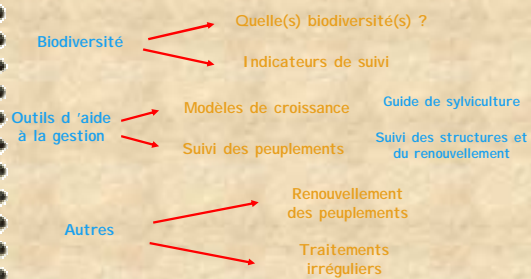 Quelle(s) biodiversité(s) ?
Biodiversité
Indicateurs de suivi
Modèles de croissance
Guide de sylviculture
Outils d 'aide
à la gestion
Suivi des peuplements
Suivi des structures et
du renouvellement
Renouvellement
des peuplements
Autres
Traitements
irréguliers